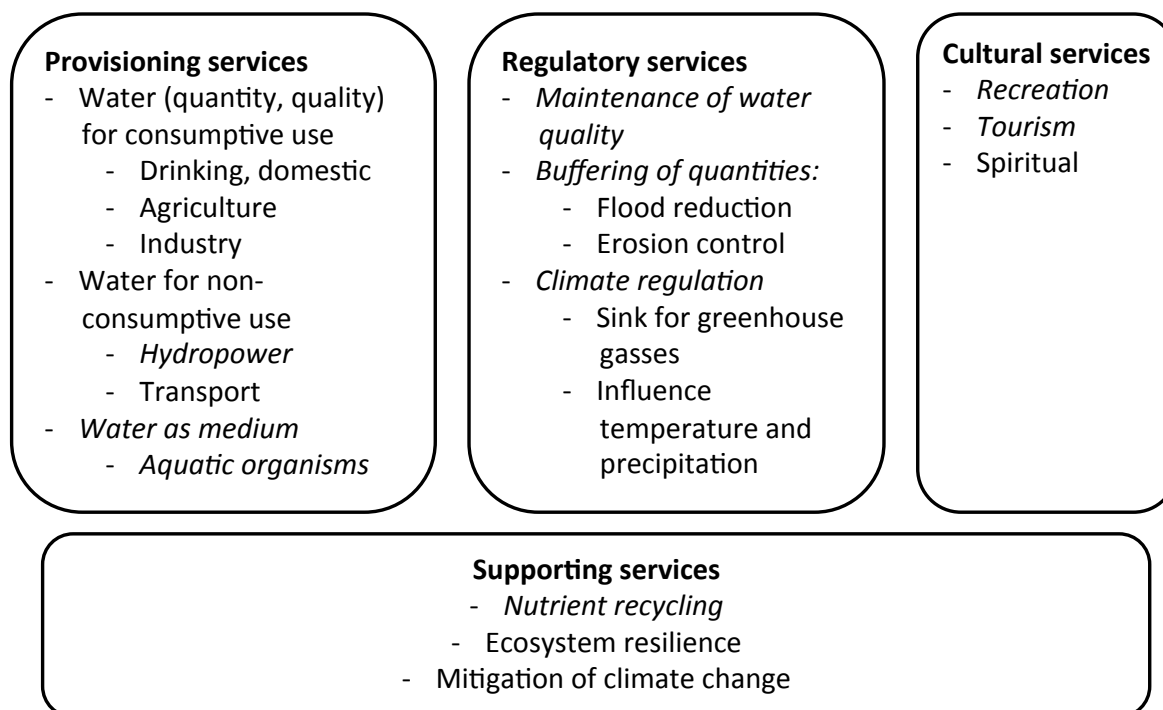 Provisioning services
- Water (quantity, quality)
for consumptive use
- Drinking, domestic
- Agriculture
- Industry
- Water for non-
consumptive use
- Hydropower
- Transport
- Water as medium
- Aquatic organisms
Regulatory services
- Maintenance of water
quality
- Buffering of quantities:
- Flood reduction
- Erosion control
- Climate regulation
- Sink for greenhouse
gasses
- Influence
temperature and
precipitation
Cultural services
- Recreation
- Tourism
- Spiritual
Supporting services
- Nutrient recycling
- Ecosystem resilience
- Mitigation of climate change